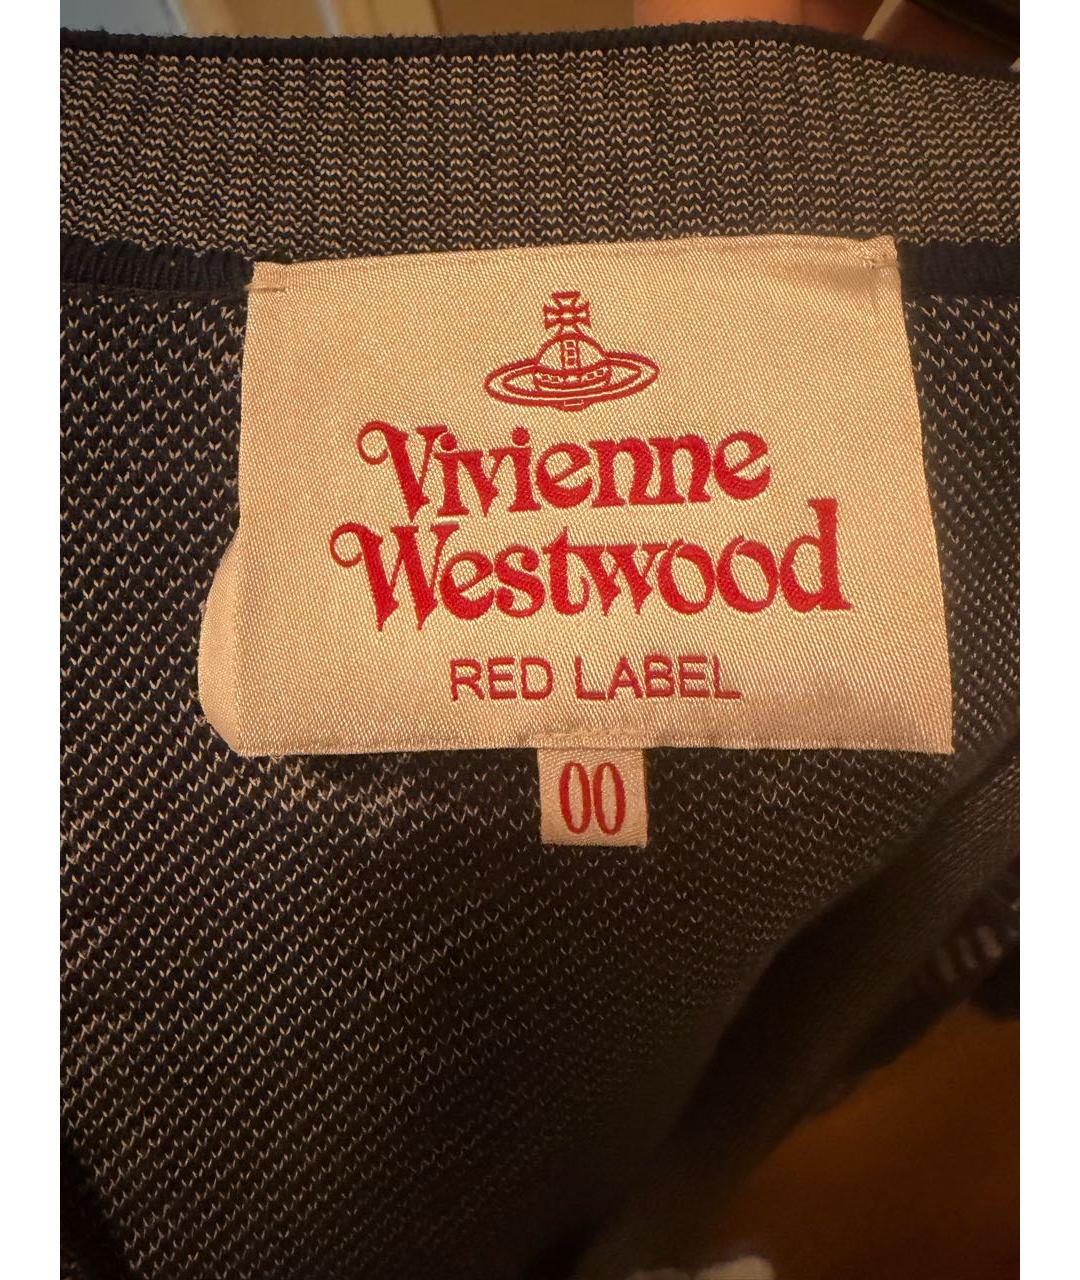 Vivienne
Westwood
RED LABEL
00